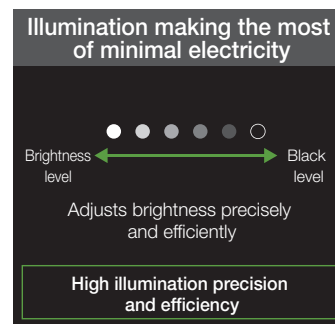 Illumination making the most
of minimal electricity
Brightness
level
Black
level
Adjusts brightness precisely
and efficiently
High illumination precision
and efficiency